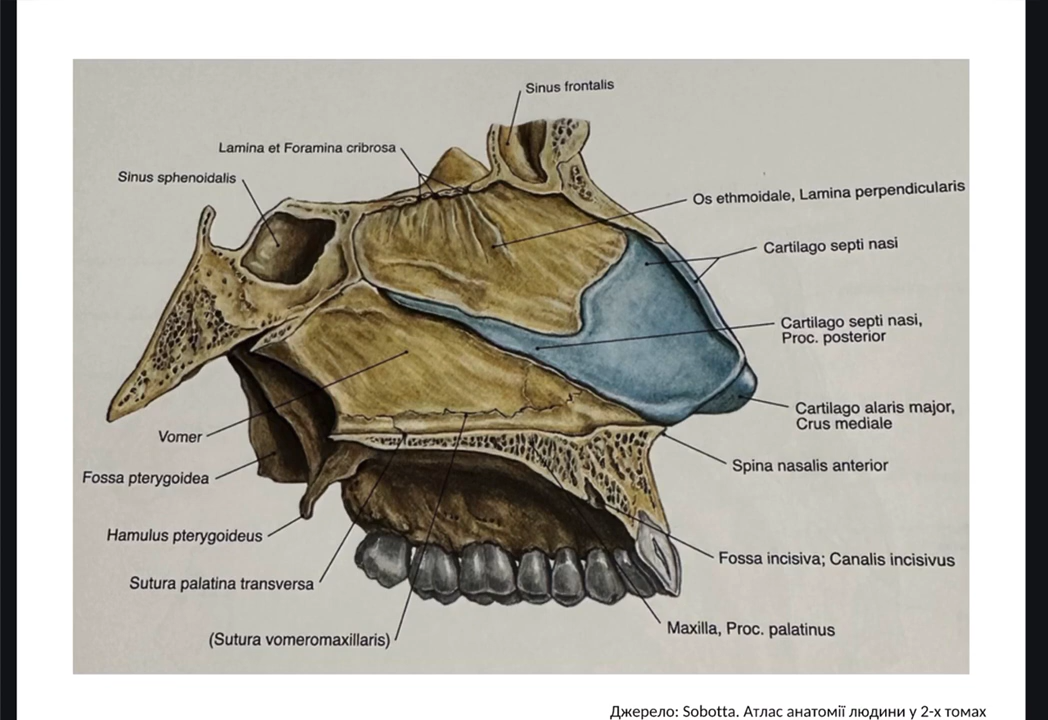 Sinus frontalis
Lamina et Foramina cribrosa
Sinus sphenoidalis
Os ethmoidale, Lamina perpendicularis
Cartilago septi nasi
Cartilago septi nasi,
Proc. posterior
Cartilago alaris major,
Crus mediale
Vomer
Spina nasalis anterior
Fossa pterygoidea
Hamulus pterygoideus
Fossa incisiva; Canalis incisivus
Sutura palatina transversa
Maxilla, Proc. palatinus
(Sutura vomeromaxillaris)
Джерело: Sobotta. Атлас анатомії людини у 2-х томах